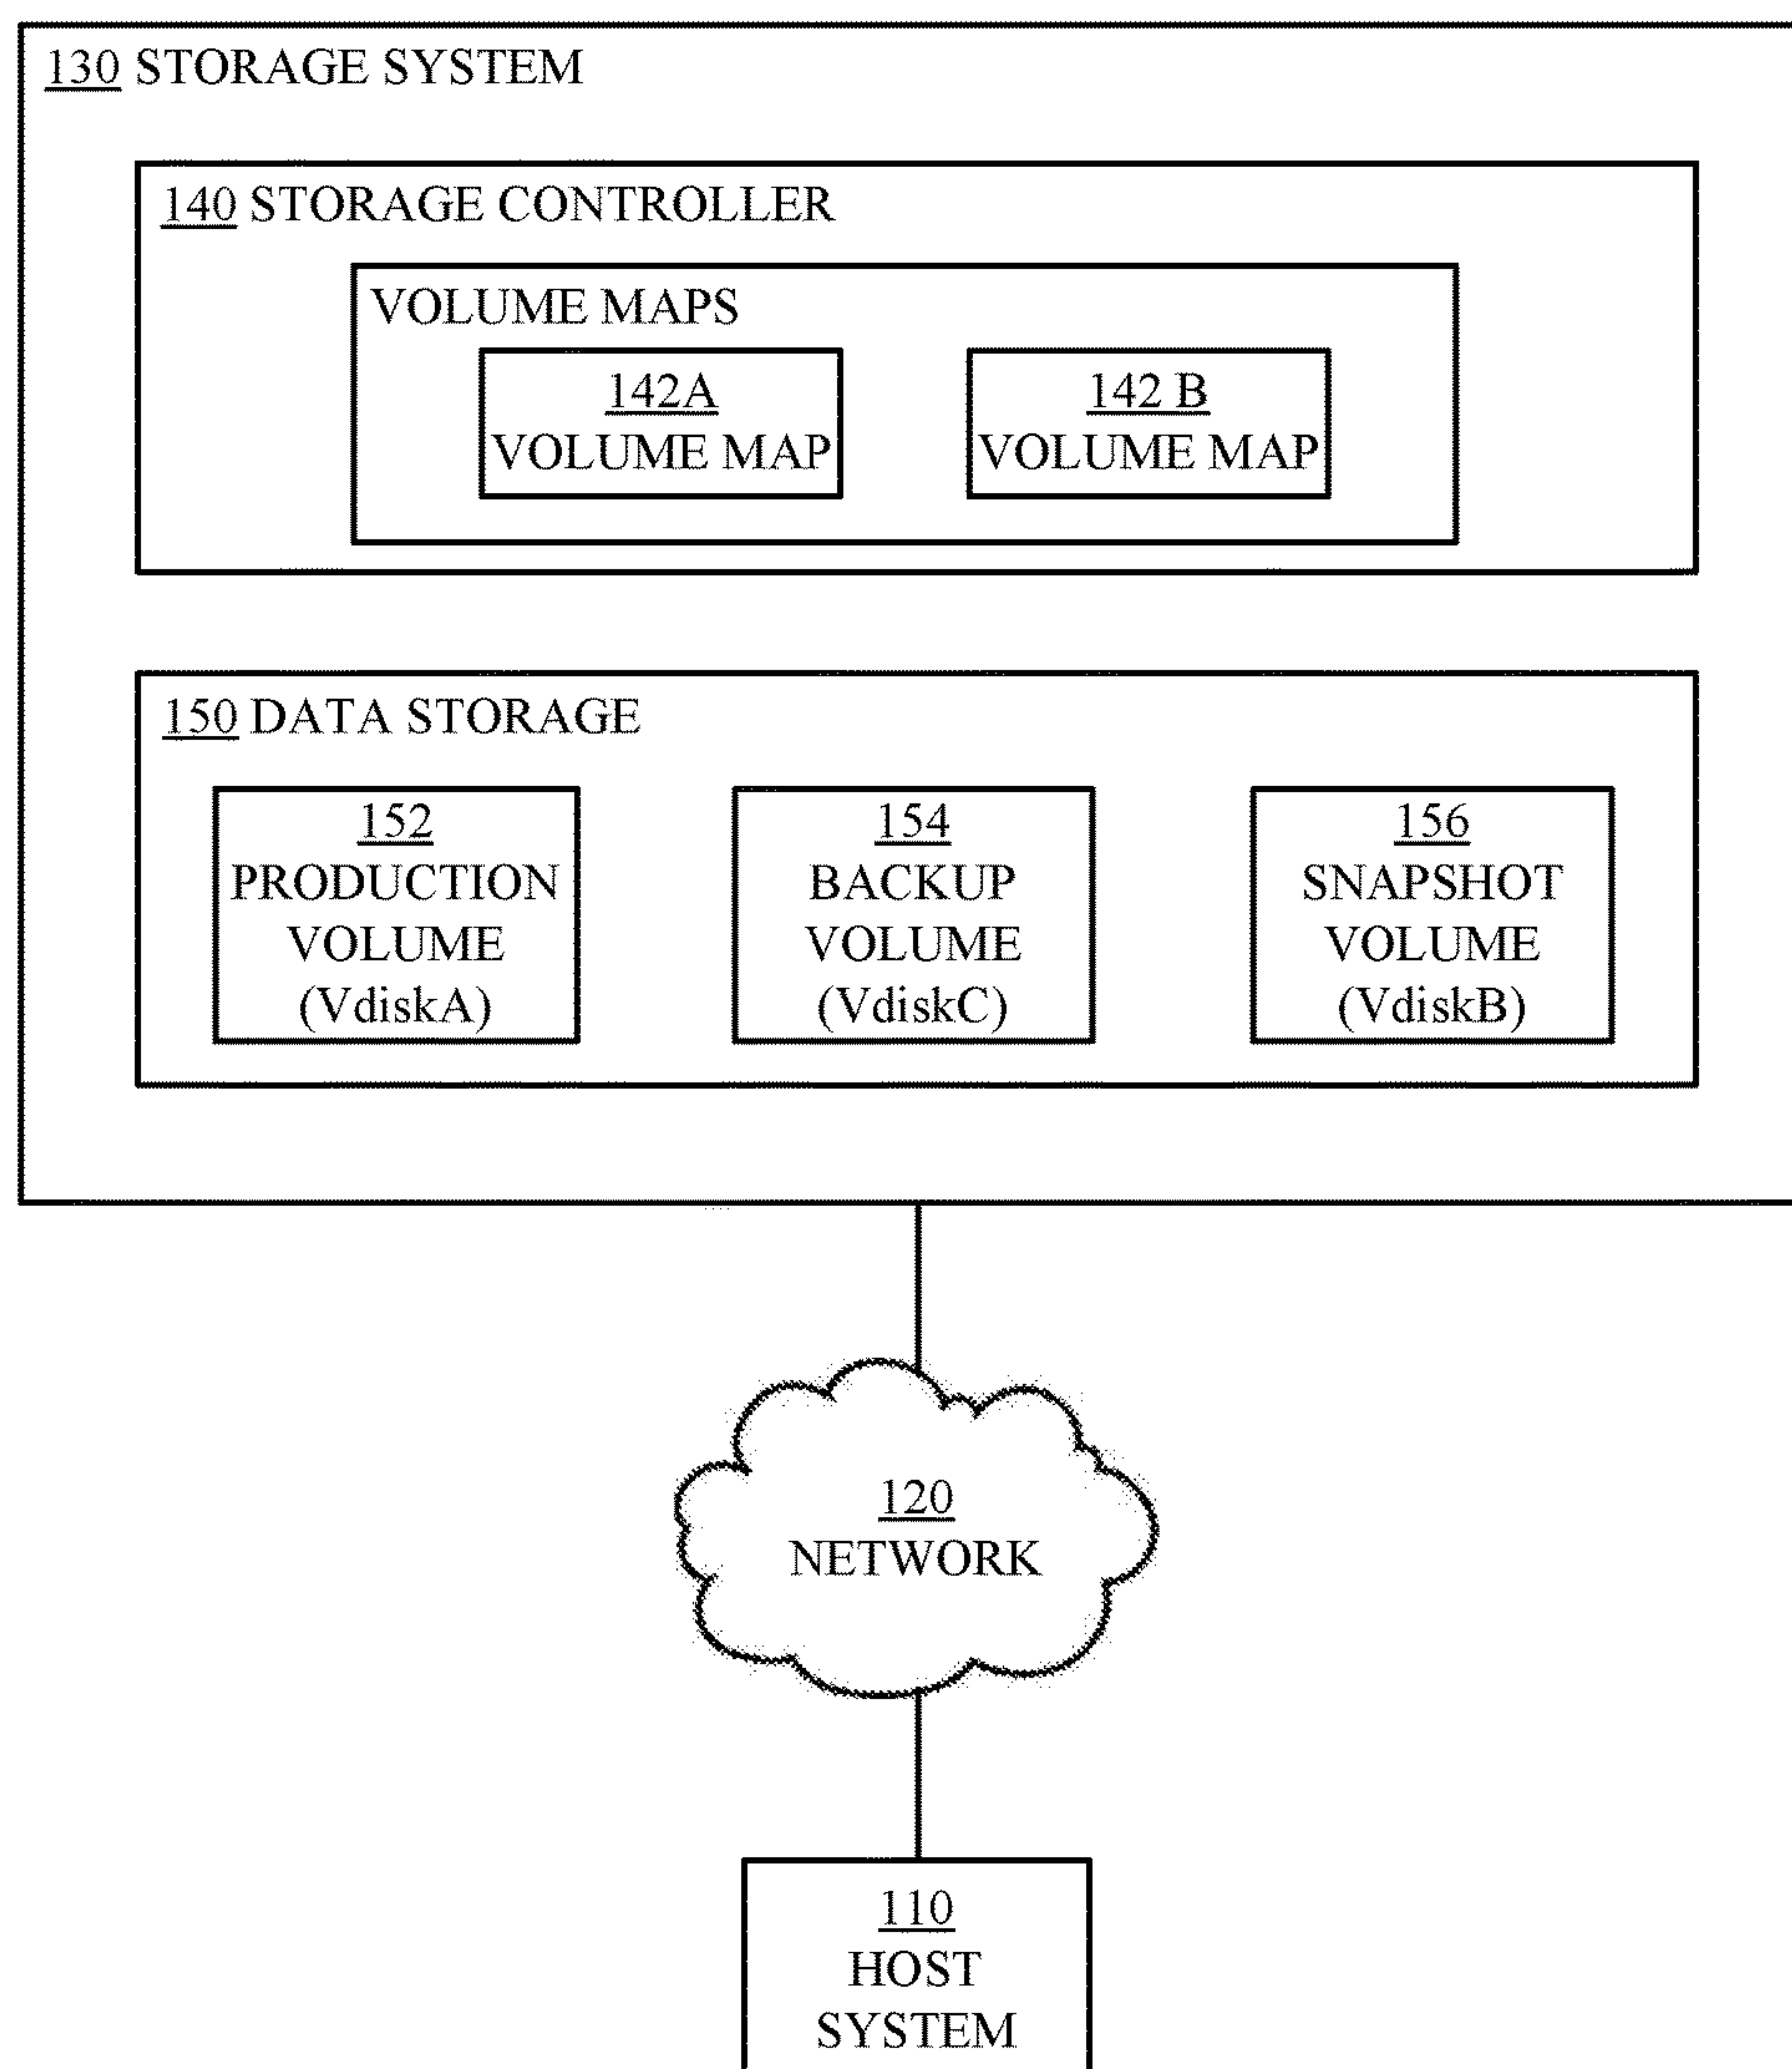 130 STORAGE SYSTEM
140 STORAGE CONTROLLER
VOLUME MAPS
142A
VOLUME MAP
142 B
VOLUME MAP
150 DATA STORAGE
152
PRODUCTION
VOLUME
(VdiskA)
154
BACKUP
VOLUME
(VdiskC)
156
SNAPSHOT
VOLUME
(VdiskB)
120
NETWORK
110
HOST
SYSTEM